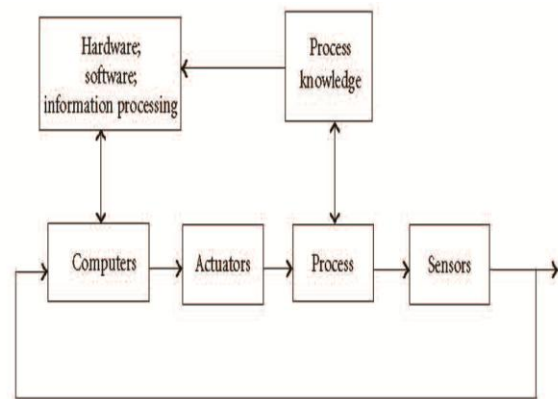 Hardware;
software;
information processing
Process
knowledge
Computers
Actuators
Process
Sensors